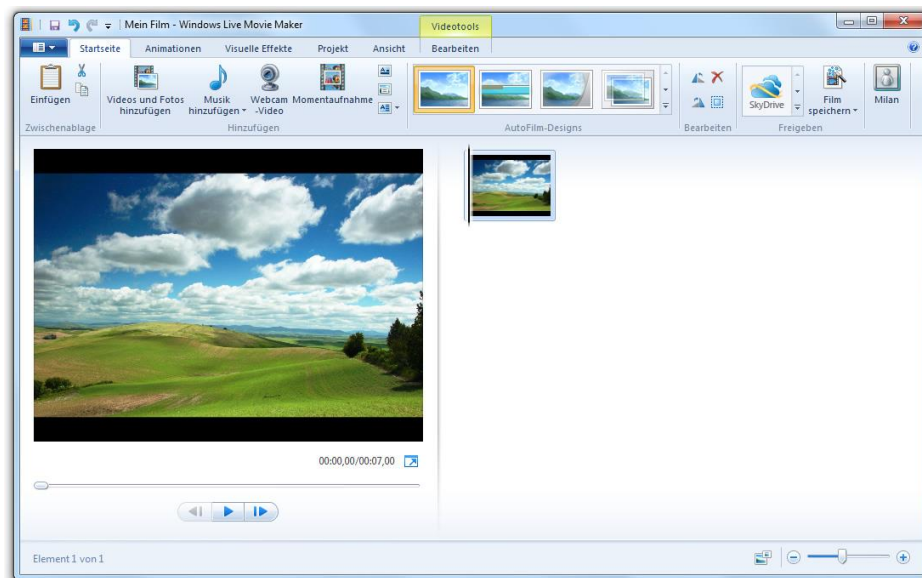 Mein Film - Windows Live Movie Maker
Videotools
Startseite Animationen Visuelle Effekte Projekt Ansicht Bearbeiten
Einfügen
Videos und Fotos hinzufügen
Musik hinzufügen
Webcam-Video
Momentaufnahme
SkyDrive
Film speichern
Milan
Zwischenablage Hinzufügen AutoFilm-Designs Bearbeiten Freigeben
00:00,00/00:07,00
Element 1 von 1